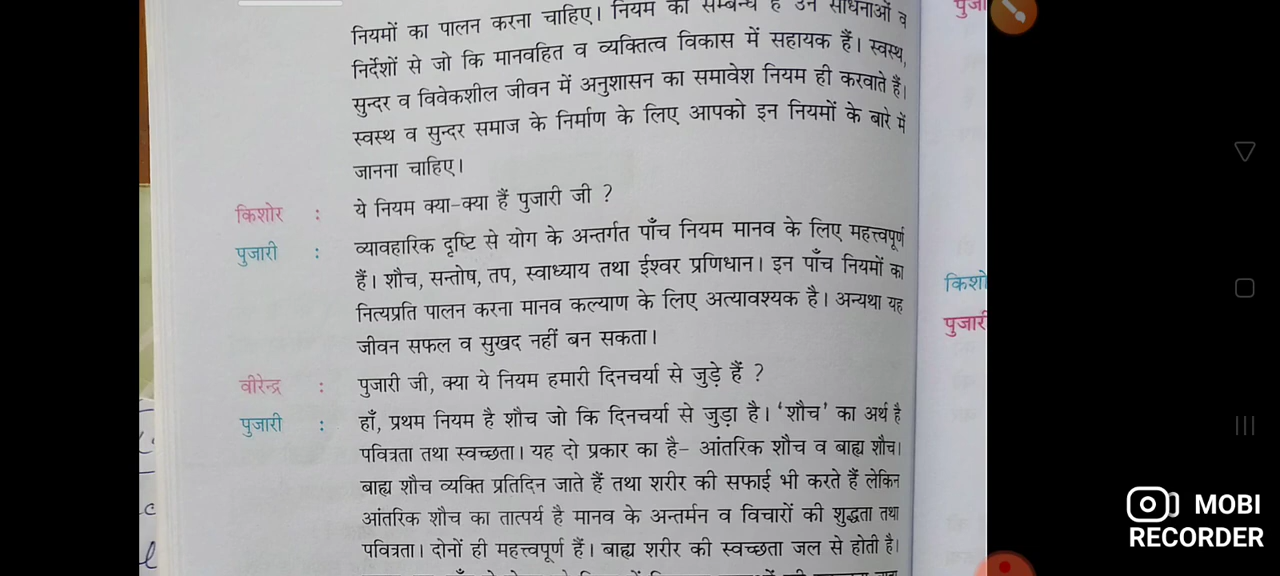 नियमों का पालन करना चाहिए। नियम का सम्बन्ध है उन साधनाओं व
निर्देशों से जो कि मानवहित व व्यक्तित्व विकास में सहायक हैं। स्वस्थ,
सुन्दर व विवेकशील जीवन में अनुशासन का समावेश नियम ही करवाते हैं।
स्वस्थ व सुन्दर समाज के निर्माण के लिए आपको इन नियमों के बारे में
जानना चाहिए।
किशोर : ये नियम क्या-क्या हैं पुजारी जी ?
पुजारी : व्यावहारिक दृष्टि से योग के अन्तर्गत पाँच नियम मानव के लिए महत्त्वपूर्ण
हैं। शौच, सन्तोष, तप, स्वाध्याय तथा ईश्वर प्रणिधान। इन पाँच नियमों का
नित्यप्रति पालन करना मानव कल्याण के लिए अत्यावश्यक है। अन्यथा यह
जीवन सफल व सुखद नहीं बन सकता।
वीरेन्द्र : पुजारी जी, क्या ये नियम हमारी दिनचर्या से जुड़े हैं ?
पुजारी : हाँ, प्रथम नियम है शौच जो कि दिनचर्या से जुड़ा है। ‘शौच’ का अर्थ है
पवित्रता तथा स्वच्छता। यह दो प्रकार का है- आंतरिक शौच व बाह्य शौच।
बाह्य शौच व्यक्ति प्रतिदिन जाते हैं तथा शरीर की सफाई भी करते हैं लेकिन
आंतरिक शौच का तात्पर्य है मानव के अन्तर्मन व विचारों की शुद्धता तथा
पवित्रता। दोनों ही महत्त्वपूर्ण हैं। बाह्य शरीर की स्वच्छता जल से होती है।
किशो
पुजारी
MOBI
RECORDER